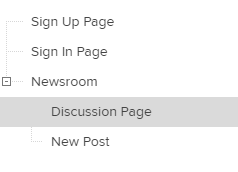 Sign Up Page
Sign In Page
Newsroom
Discussion Page
New Post